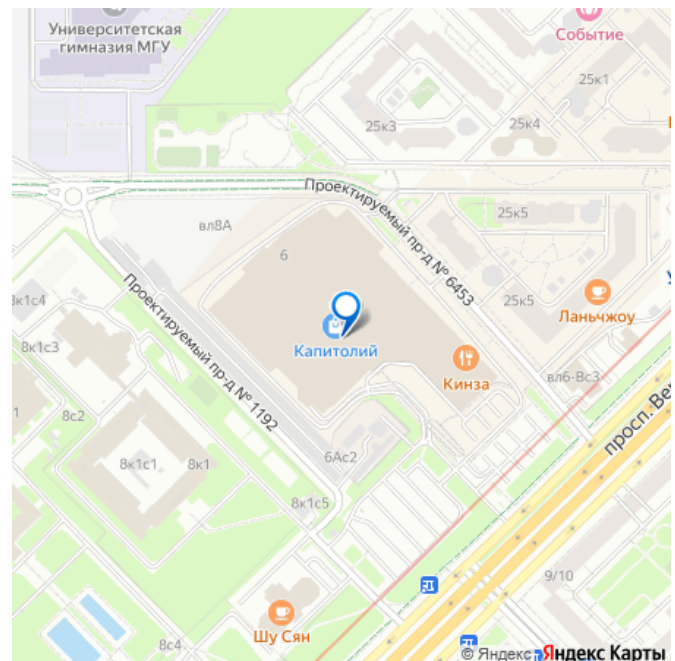 Университетская
гимназия МГУ
Событие
25к1
25к3
25к4
Проектируемый пр-д № 6453
вл8А
25к5
6
8к1с4
25к5
Проектируемый пр-д № 1192
Ланьчжоу
8к1с3
Капитолий
Кинза
вл6-Вс3
8с2
просп. Вер
8к1с1
8к1
6Ас2
8к1с5
9/10
Шу Сян
8с4
© Яндекс
Яндекс Карты